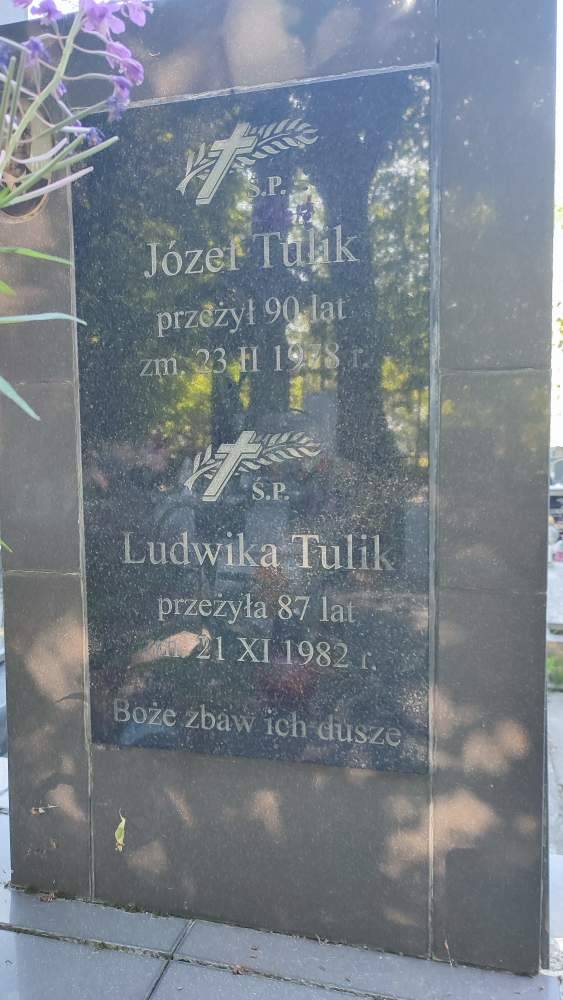 Ś.P.
Józef Tulik
przeżył 90 lat
zm. 23 II 1978 r.
Ś.P.
Ludwika Tulik
przeżyła 87 lat
zm. 21 XI 1982 r.
Boże zbaw ich dusze